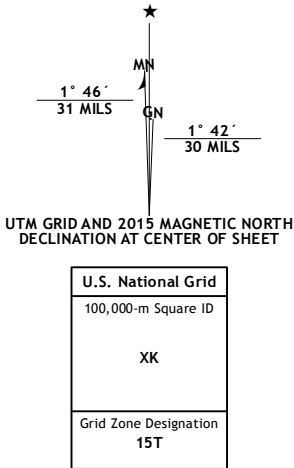 ★
MN
1° 46´
31 MILS
GN
1° 42´
30 MILS
UTM GRID AND 2015 MAGNETIC NORTH
DECLINATION AT CENTER OF SHEET
U.S. National Grid
100,000-m Square ID
XK
Grid Zone Designation
15T